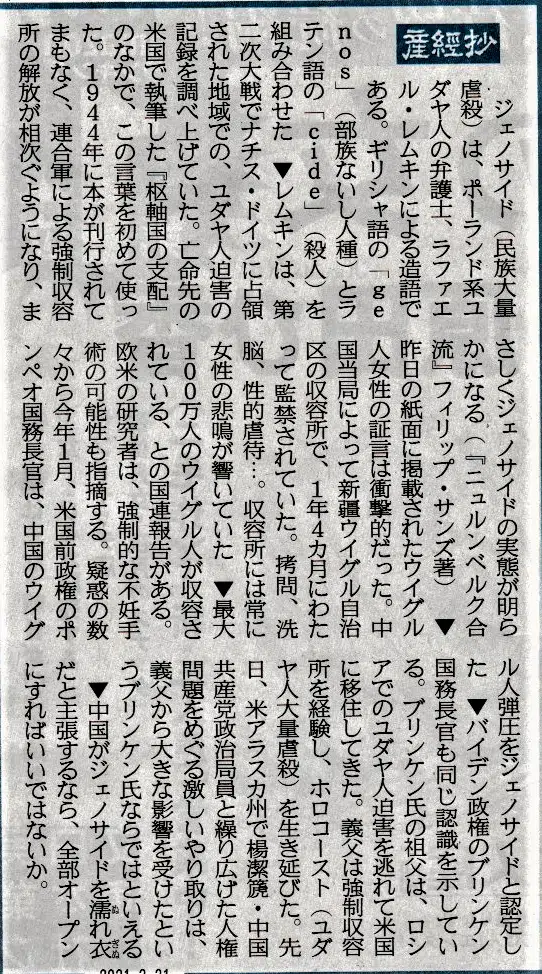 産經抄
ジェノサイド（民族大量
虐殺）は、ポーランド系ユ
ダヤ人の弁護士、ラファエ
ル・レムキンによる造語で
ある。ギリシャ語の「ge
nos」（部族ないし人種）とラ
テン語の「cide」（殺人）を
組み合わせた　▼レムキンは、第
二次大戦でナチス・ドイツに占領
された地域での、ユダヤ人迫害の
記録を調べ上げていた。亡命先の
米国で執筆した『枢軸国の支配』
のなかで、この言葉を初めて使っ
た。1944年に本が刊行されて
まもなく、連合軍による強制収容
所の解放が相次ぐようになり、ま
さしくジェノサイドの実態が明ら
かになる（『ニュルンベルク合
流』フィリップ・サンズ著）　▼
昨日の紙面に掲載されたウイグル
人女性の証言は衝撃的だった。中
国当局によって新疆ウイグル自治
区の収容所で、1年4カ月にわた
って監禁されていた。拷問、洗
脳、性的虐待…。収容所には常に
女性の悲鳴が響いていた　▼最大
100万人のウイグル人が収容さ
れている、との国連報告がある。
欧米の研究者は、強制的な不妊手
術の可能性も指摘する。疑惑の数
々から今年1月、米国前政権のポ
ンペオ国務長官は、中国のウイグ
ル人弾圧をジェノサイドと認定し
た　▼バイデン政権のブリンケン
国務長官も同じ認識を示してい
る。ブリンケン氏の祖父は、ロシ
アでのユダヤ人迫害を逃れて米国
に移住してきた。義父は強制収容
所を経験し、ホロコースト（ユダ
ヤ人大量虐殺）を生き延びた。先
日、米アラスカ州で楊潔篪・中国
共産党政治局員と繰り広げた人権
問題をめぐる激しいやり取りは、
義父から大きな影響を受けたとい
うブリンケン氏ならではといえる
▼中国がジェノサイドを濡れ衣
だと主張するなら、全部オープン
にすればいいではないか。